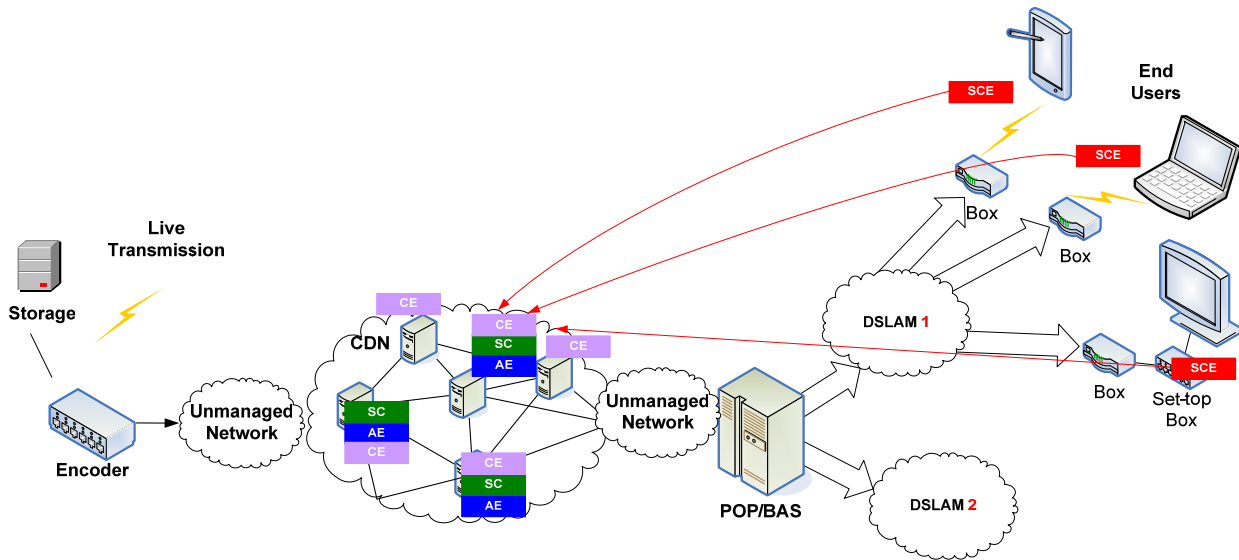 Live
Transmission
Storage
Encoder
Unmanaged
Network
CDN
CE
CE
SC
AE
CE
SC
AE
CE
CE
SC
AE
Unmanaged
Network
POP/BAS
DSLAM 1
DSLAM 2
SCE
SCE
SCE
End
Users
Box
Box
Box
Set-top
Box